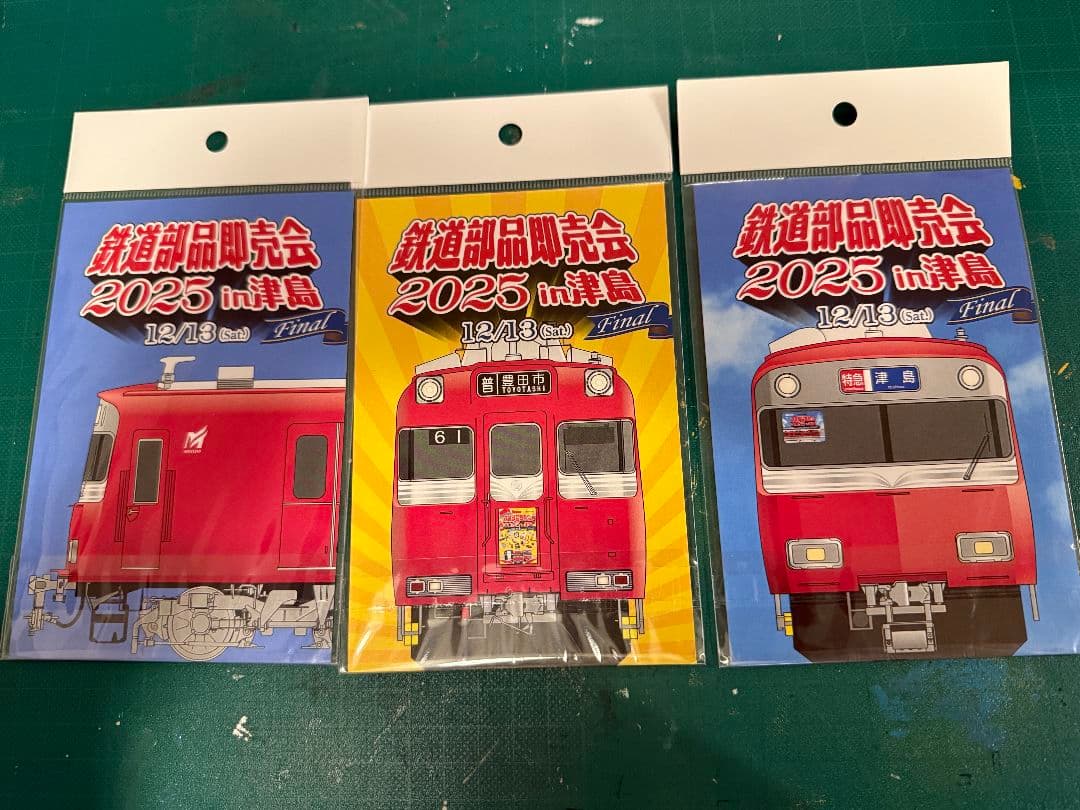 鉄道部品即売会
2025 in津島
12/13(Sat.)
Final
鉄道部品即売会
2025 in津島
12/13(Sat.)
Final
普 豊田市
TOYOTASHI
61
鉄道部品即売会
2025 in津島
12/13(Sat.)
Final
特急 津島